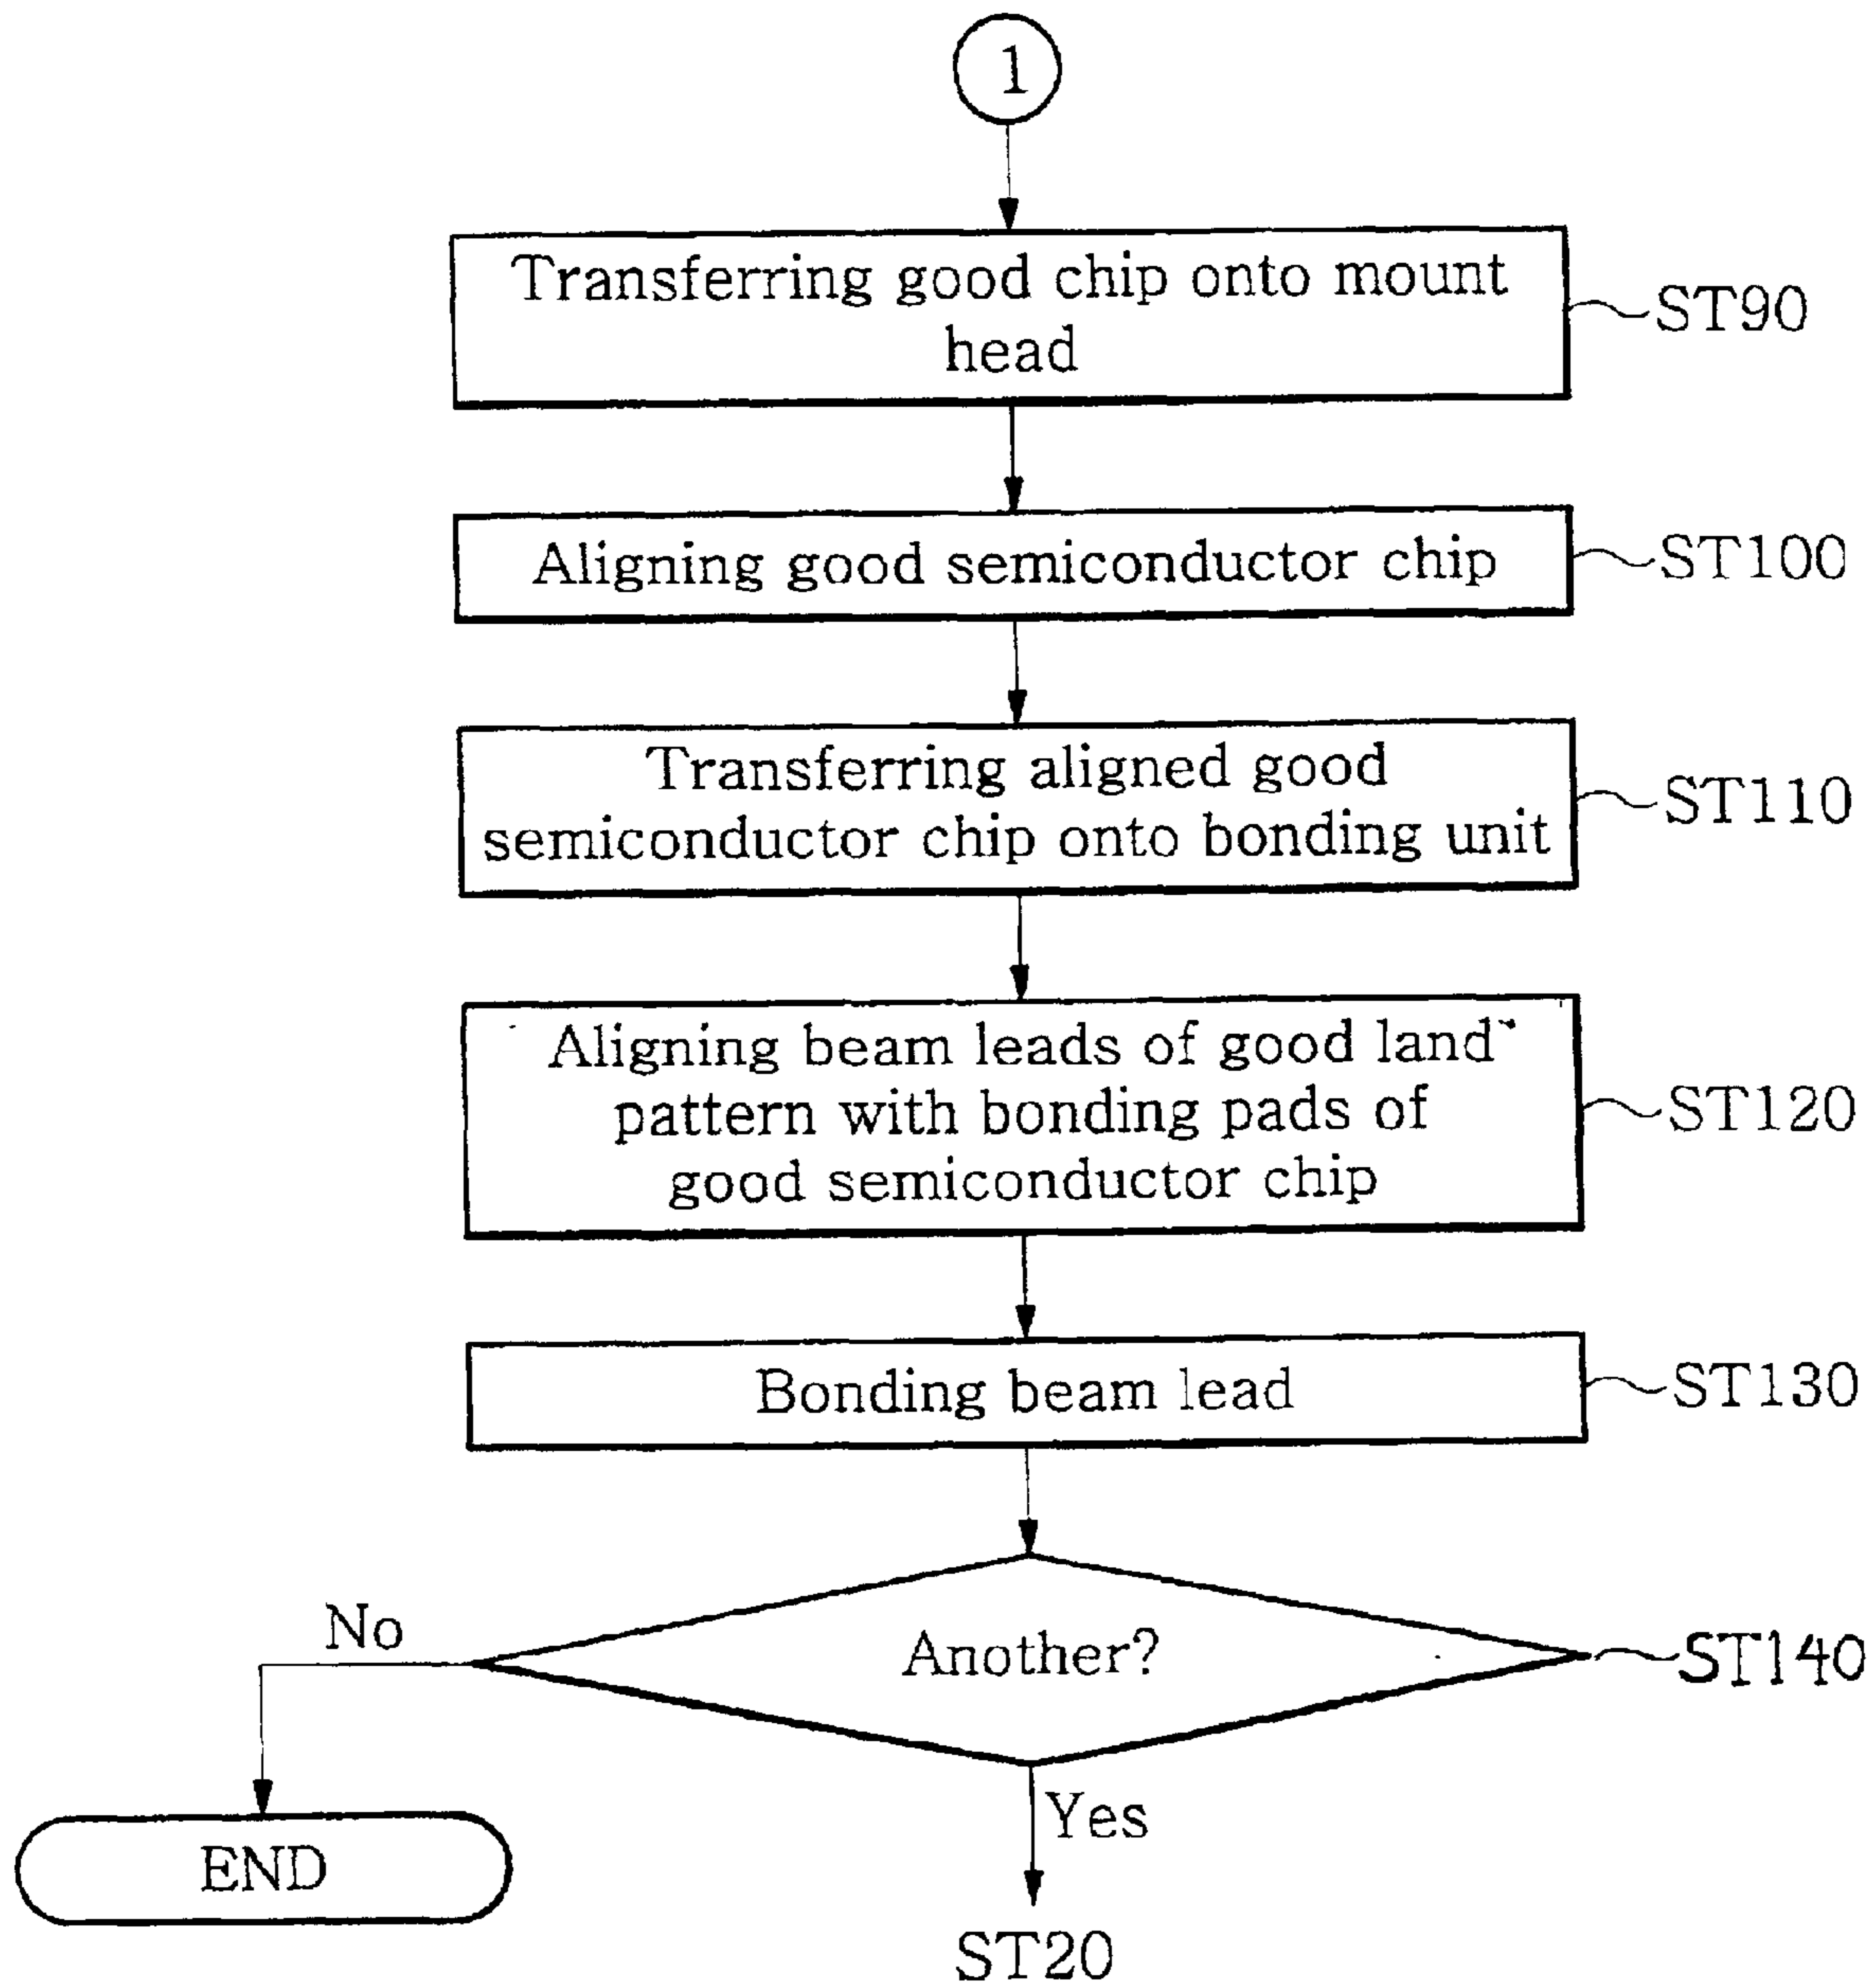 1
Transferring good chip onto mount
head
ST90
Aligning good semiconductor chip
ST100
Transferring aligned good
semiconductor chip onto bonding unit
ST110
Aligning beam leads of good land
pattern with bonding pads of
good semiconductor chip
ST120
Bonding beam lead
ST130
No
Another?
ST140
Yes
END
ST20